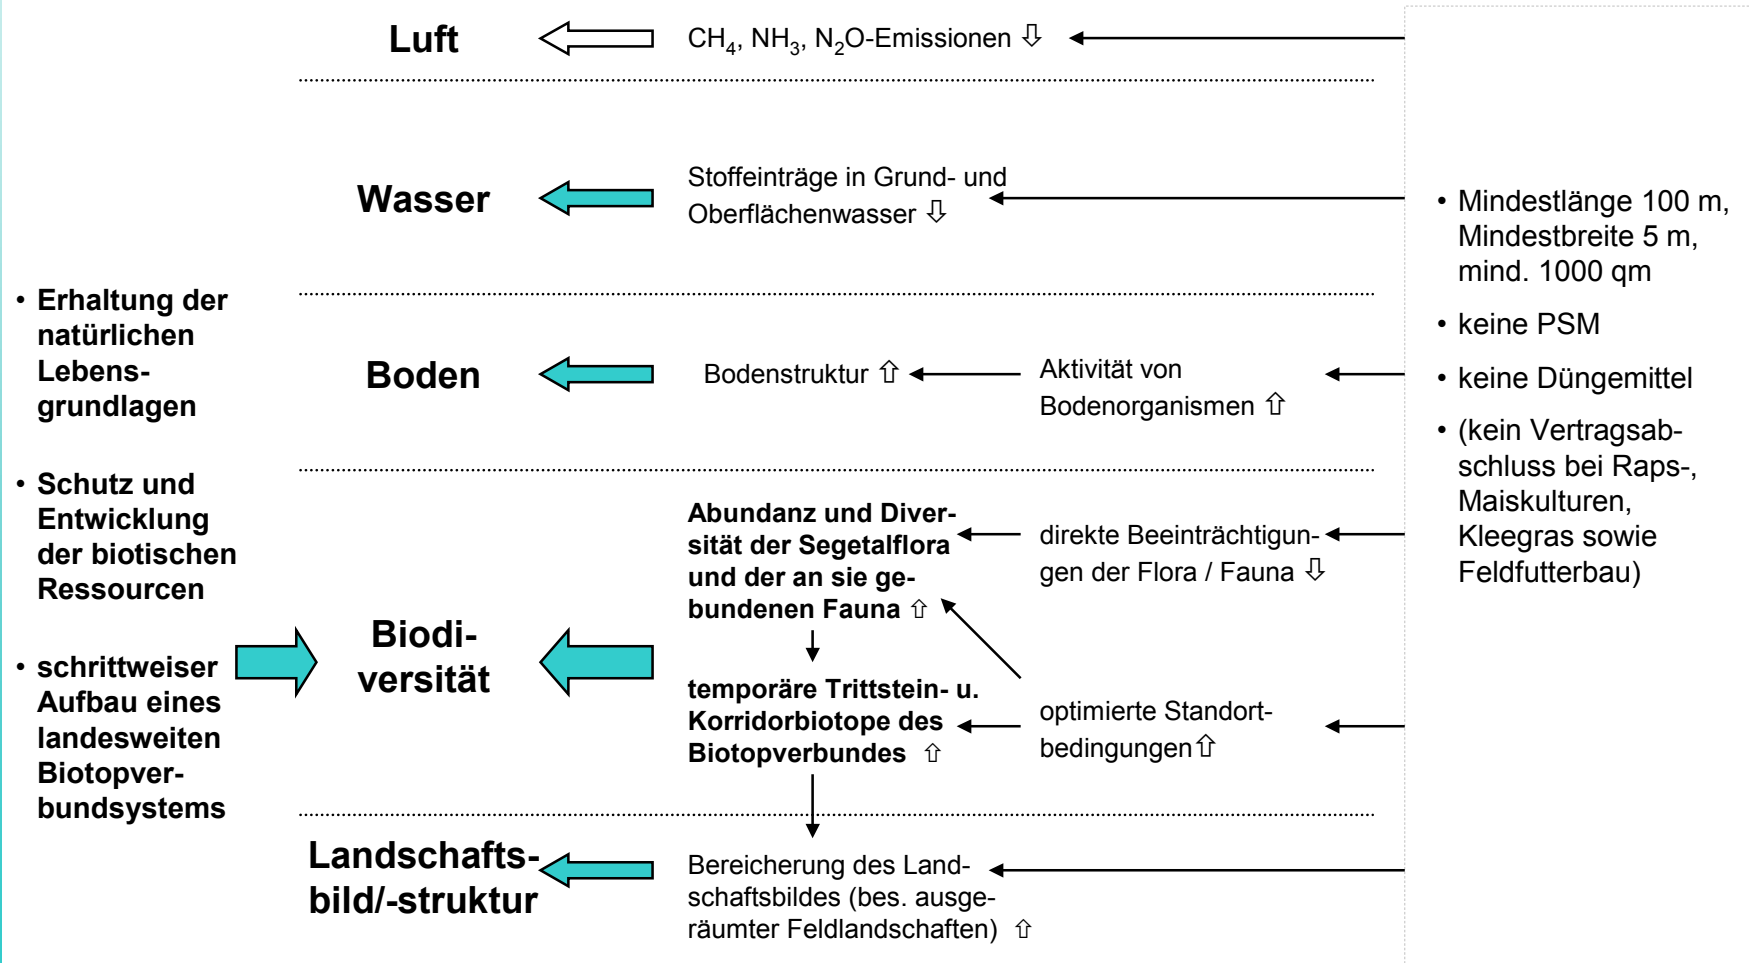 • Erhaltung der
natürlichen
Lebens-
grundlagen
• Schutz und
Entwicklung
der biotischen
Ressourcen
• schrittweiser
Aufbau eines
landesweiten
Biotopver-
bundsystems
Luft
CH₄, NH₃, N₂O-Emissionen ⇩
Wasser
Stoffeinträge in Grund- und
Oberflächenwasser ⇩
Boden
Bodenstruktur ⇧
Aktivität von
Bodenorganismen ⇧
Biodi-
versität
Abundanz und Diver-
sität der Segetalflora
und der an sie ge-
bundenen Fauna ⇧
direkte Beeinträchtigun-
gen der Flora / Fauna ⇩
temporäre Trittstein- u.
Korridorbiotope des
Biotopverbundes ⇧
optimierte Standort-
bedingungen⇧
Landschafts-
bild/-struktur
Bereicherung des Land-
schaftsbildes (bes. ausge-
räumter Feldlandschaften) ⇧
• Mindestlänge 100 m,
Mindestbreite 5 m,
mind. 1000 qm
• keine PSM
• keine Düngemittel
• (kein Vertragsab-
schluss bei Raps-,
Maiskulturen,
Kleegras sowie
Feldfutterbau)